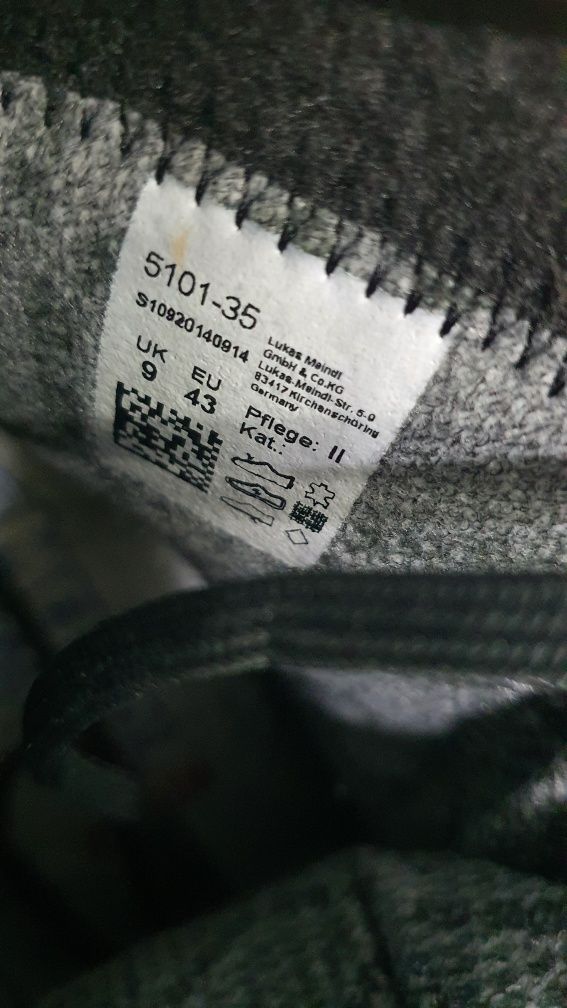 5101-35
S10920140914
UK EU
9 43
Lukas Meindl
GmbH & Co.KG
Lukas-Meindl-Str. 5-9
83417 Kirchenschöring
Germany
Pflege: II
Kat.: